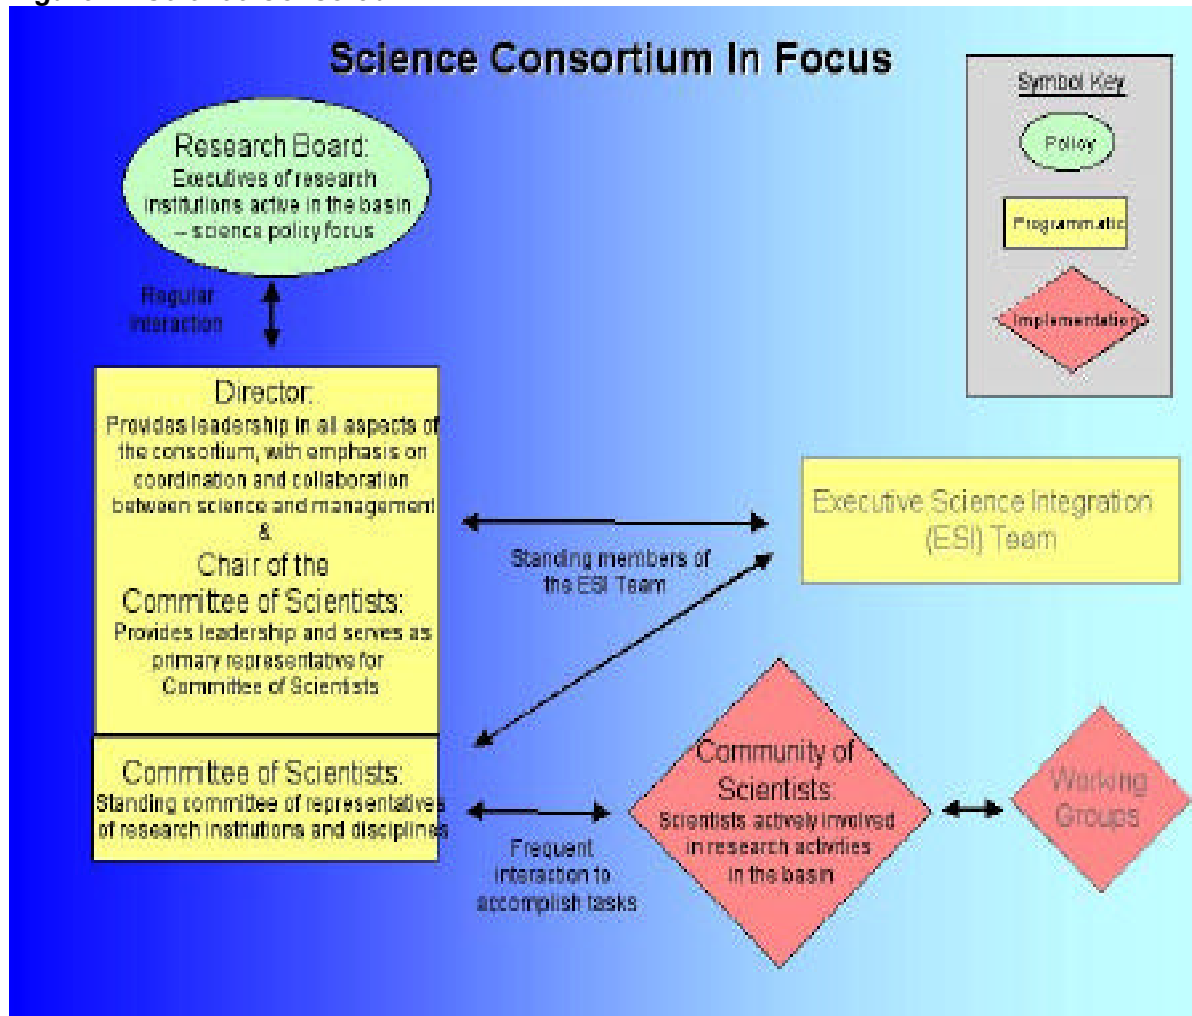 Science Consortium In Focus
Symbol Key
Policy
Programmatic
Implementation
Research Board:
Executives of research
institutions active in the basin
– science policy focus
Regular
Interaction
Director:
Provides leadership in all aspects of
the consortium, with emphasis on
coordination and collaboration
between science and management
&
Chair of the
Committee of Scientists:
Provides leadership and serves as
primary representative for
Committee of Scientists
Executive Science Integration
(ESI) Team
Standing members of
the ESI Team
Committee of Scientists:
Standing committee of representatives
of research institutions and disciplines
Frequent
interaction to
accomplish tasks
Community of
Scientists:
Scientists actively involved
in research activities
in the basin
Working
Groups